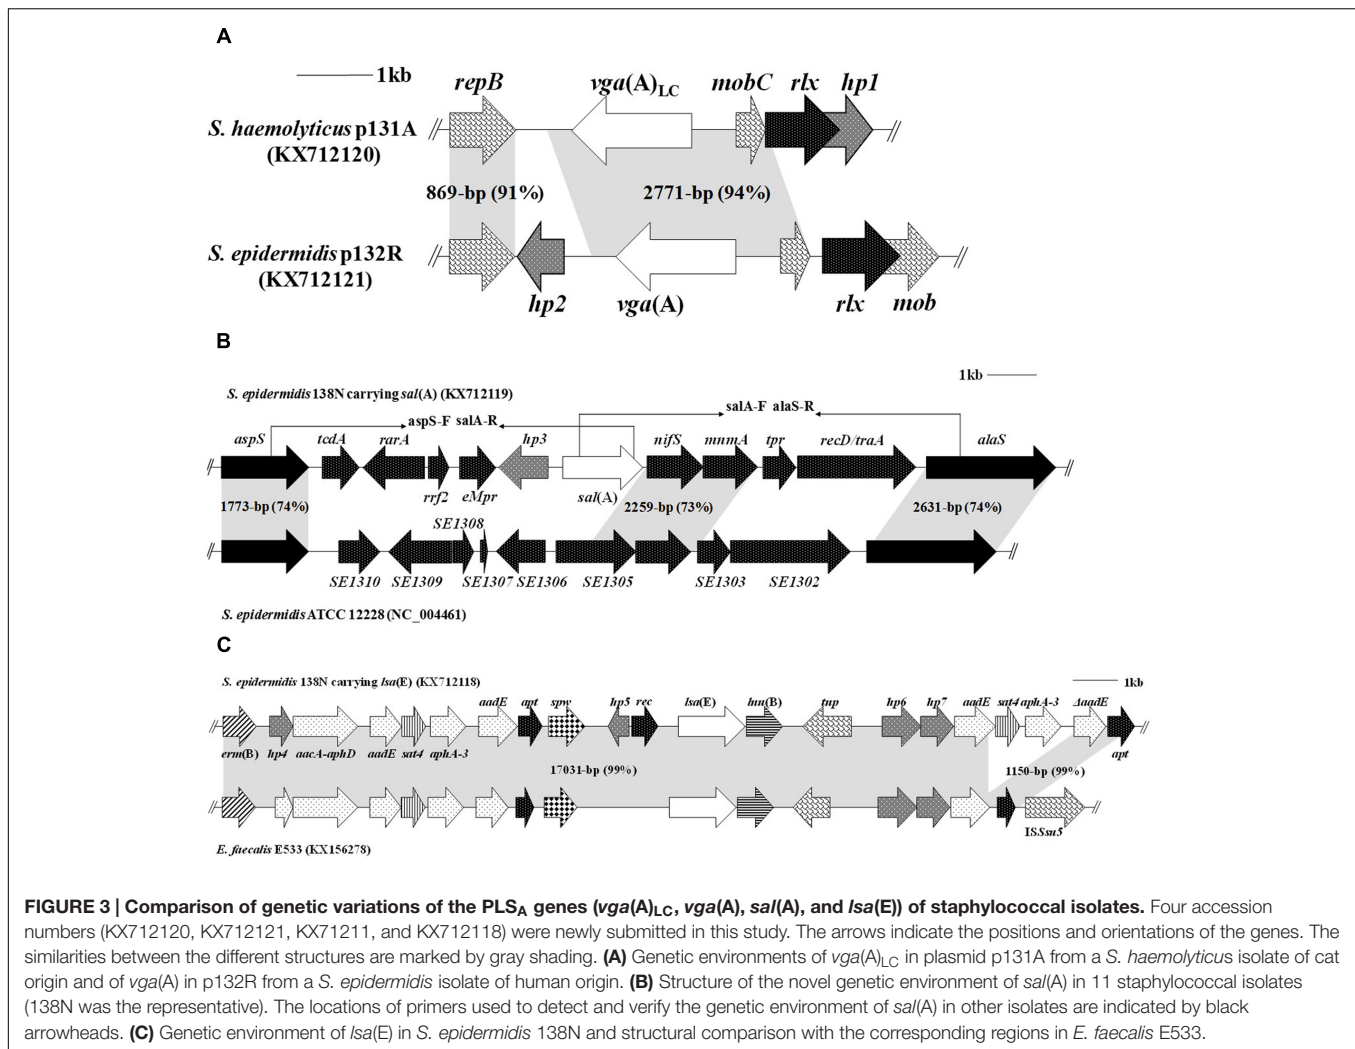 A
1kb
repB vga(A)LC mobC rlx hp1
S. haemolyticus p131A
(KX712120)
869-bp (91%) 2771-bp (94%)
S. epidermidis p132R
(KX712121)
hp2 vga(A) rlx mob
B
1kb
S. epidermidis 138N carrying sal(A) (KX712119)
salA-F alaS-R
aspS-F salA-R
aspS tcdA rarA hp3 nifS mnmA tpr recD/traA alaS
rrf2 eMpr sal(A)
1773-bp (74%) 2259-bp (73%) 2631-bp (74%)
SE1308
SE1310 SE1309 SE1307 SE1306 SE1305 SE1303 SE1302
S. epidermidis ATCC 12228 (NC_004461)
C
S. epidermidis 138N carrying lsa(E) (KX712118)
1kb
aadE apt spw hp5 rec lsa(E) lnu(B) tnp hp6 hp7 aadE sat4 aphA-3 ΔaadE
erm(B) hp4 aacA-aphD aadE sat4 aphA-3 apt
17031-bp (99%) 1150-bp (99%)
ISSsu5
E. faecalis E533 (KX156278)
FIGURE 3 | Comparison of genetic variations of the PLSA genes (vga(A)LC, vga(A), sal(A), and lsa(E)) of staphylococcal isolates. Four accession
numbers (KX712120, KX712121, KX71211, and KX712118) were newly submitted in this study. The arrows indicate the positions and orientations of the genes. The
similarities between the different structures are marked by gray shading. (A) Genetic environments of vga(A)LC in plasmid p131A from a S. haemolyticus isolate of cat
origin and of vga(A) in p132R from a S. epidermidis isolate of human origin. (B) Structure of the novel genetic environment of sal(A) in 11 staphylococcal isolates
(138N was the representative). The locations of primers used to detect and verify the genetic environment of sal(A) in other isolates are indicated by black
arrowheads. (C) Genetic environment of lsa(E) in S. epidermidis 138N and structural comparison with the corresponding regions in E. faecalis E533.